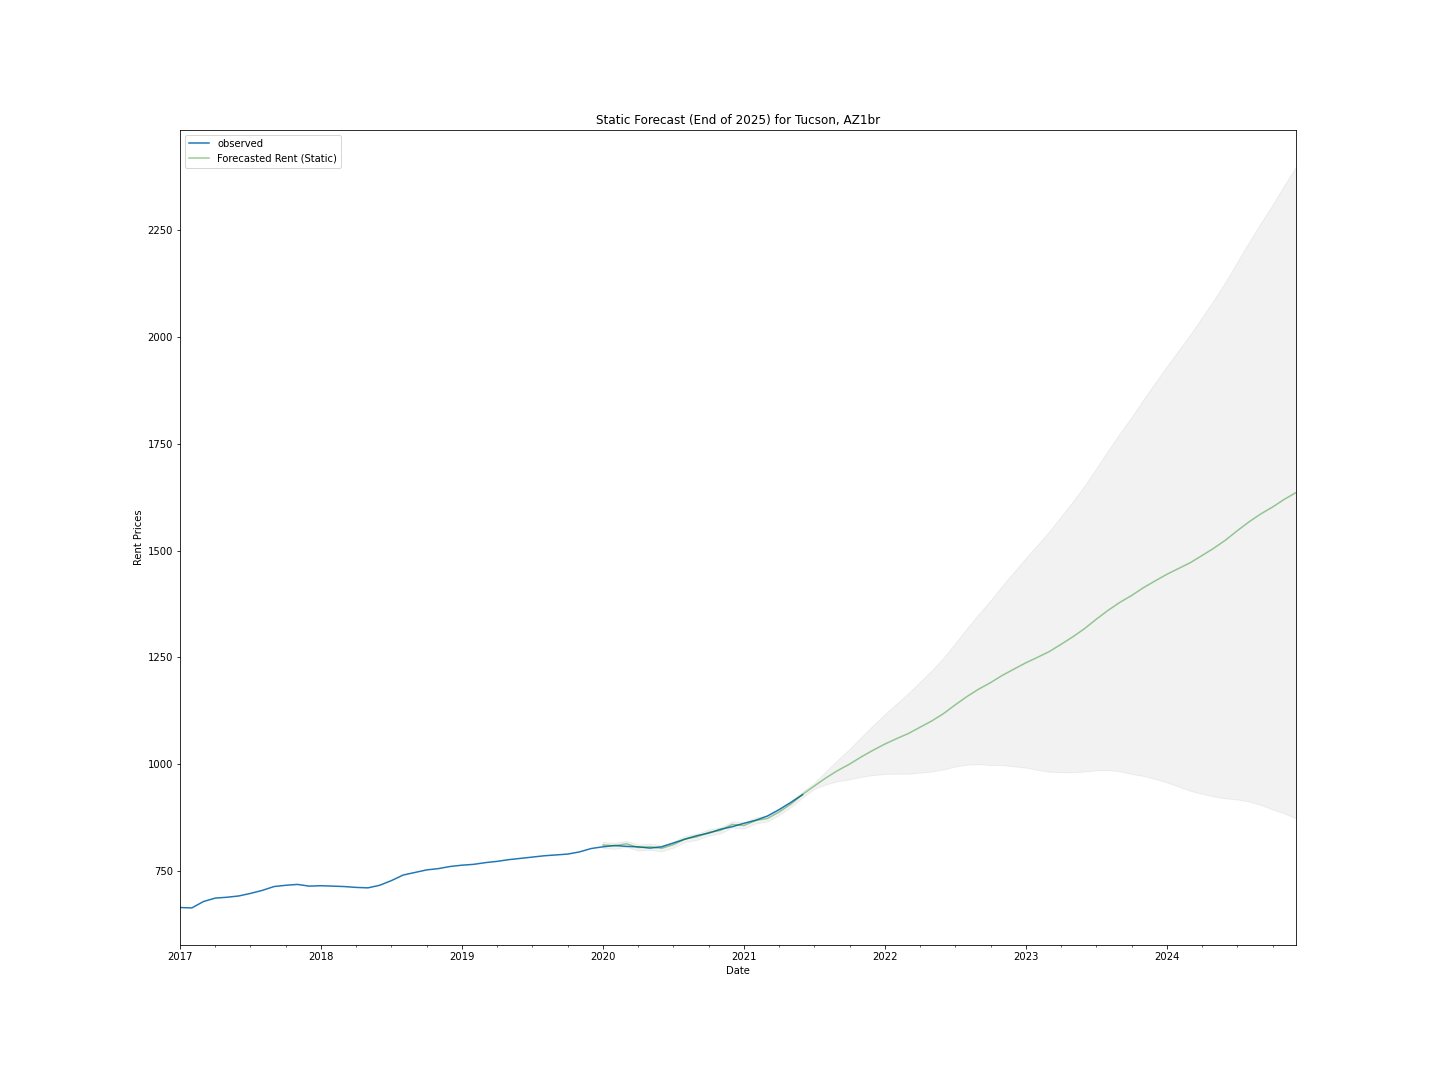 Static Forecast (End of 2025) for Tucson, AZ1br
observed
Forecasted Rent (Static)
2250
2000
1750
1500
1250
1000
750
Rent Prices
2017 2018 2019 2020 2021 2022 2023 2024
Date